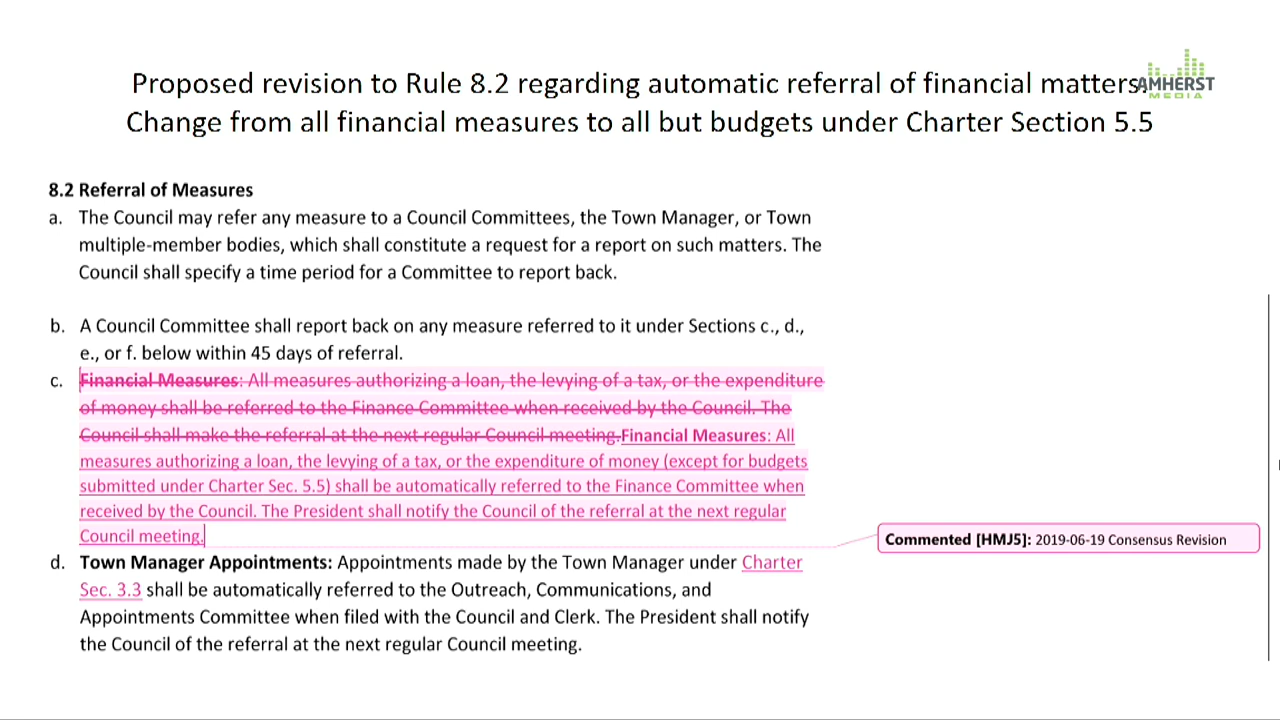 Proposed revision to Rule 8.2 regarding automatic referral of financial matters:
AMHERST
MEDIA
Change from all financial measures to all but budgets under Charter Section 5.5
8.2 Referral of Measures
a. The Council may refer any measure to a Council Committees, the Town Manager, or Town
multiple-member bodies, which shall constitute a request for a report on such matters. The
Council shall specify a time period for a Committee to report back.
b. A Council Committee shall report back on any measure referred to it under Sections c., d.,
e., or f. below within 45 days of referral.
c. Financial Measures: All measures authorizing a loan, the levying of a tax, or the expenditure
of money shall be referred to the Finance Committee when received by the Council. The
Council shall make the referral at the next regular Council meeting.Financial Measures: All
measures authorizing a loan, the levying of a tax, or the expenditure of money (except for budgets
submitted under Charter Sec. 5.5) shall be automatically referred to the Finance Committee when
received by the Council. The President shall notify the Council of the referral at the next regular
Council meeting.
Commented [HMJ5]: 2019-06-19 Consensus Revision
d. Town Manager Appointments: Appointments made by the Town Manager under Charter
Sec. 3.3 shall be automatically referred to the Outreach, Communications, and
Appointments Committee when filed with the Council and Clerk. The President shall notify
the Council of the referral at the next regular Council meeting.